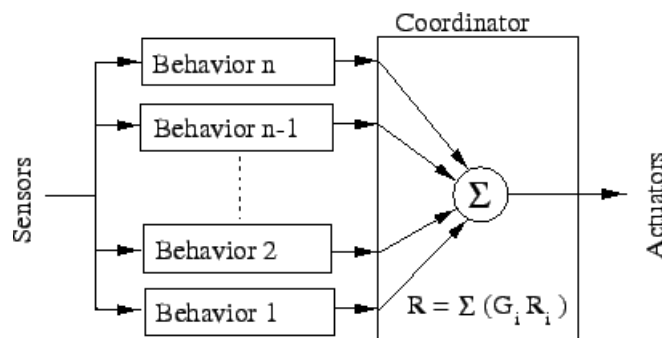 Coordinator
Behavior n
Behavior n-1
Sensors
Σ
Actuators
Behavior 2
Behavior 1
R = Σ (G_i R_i)